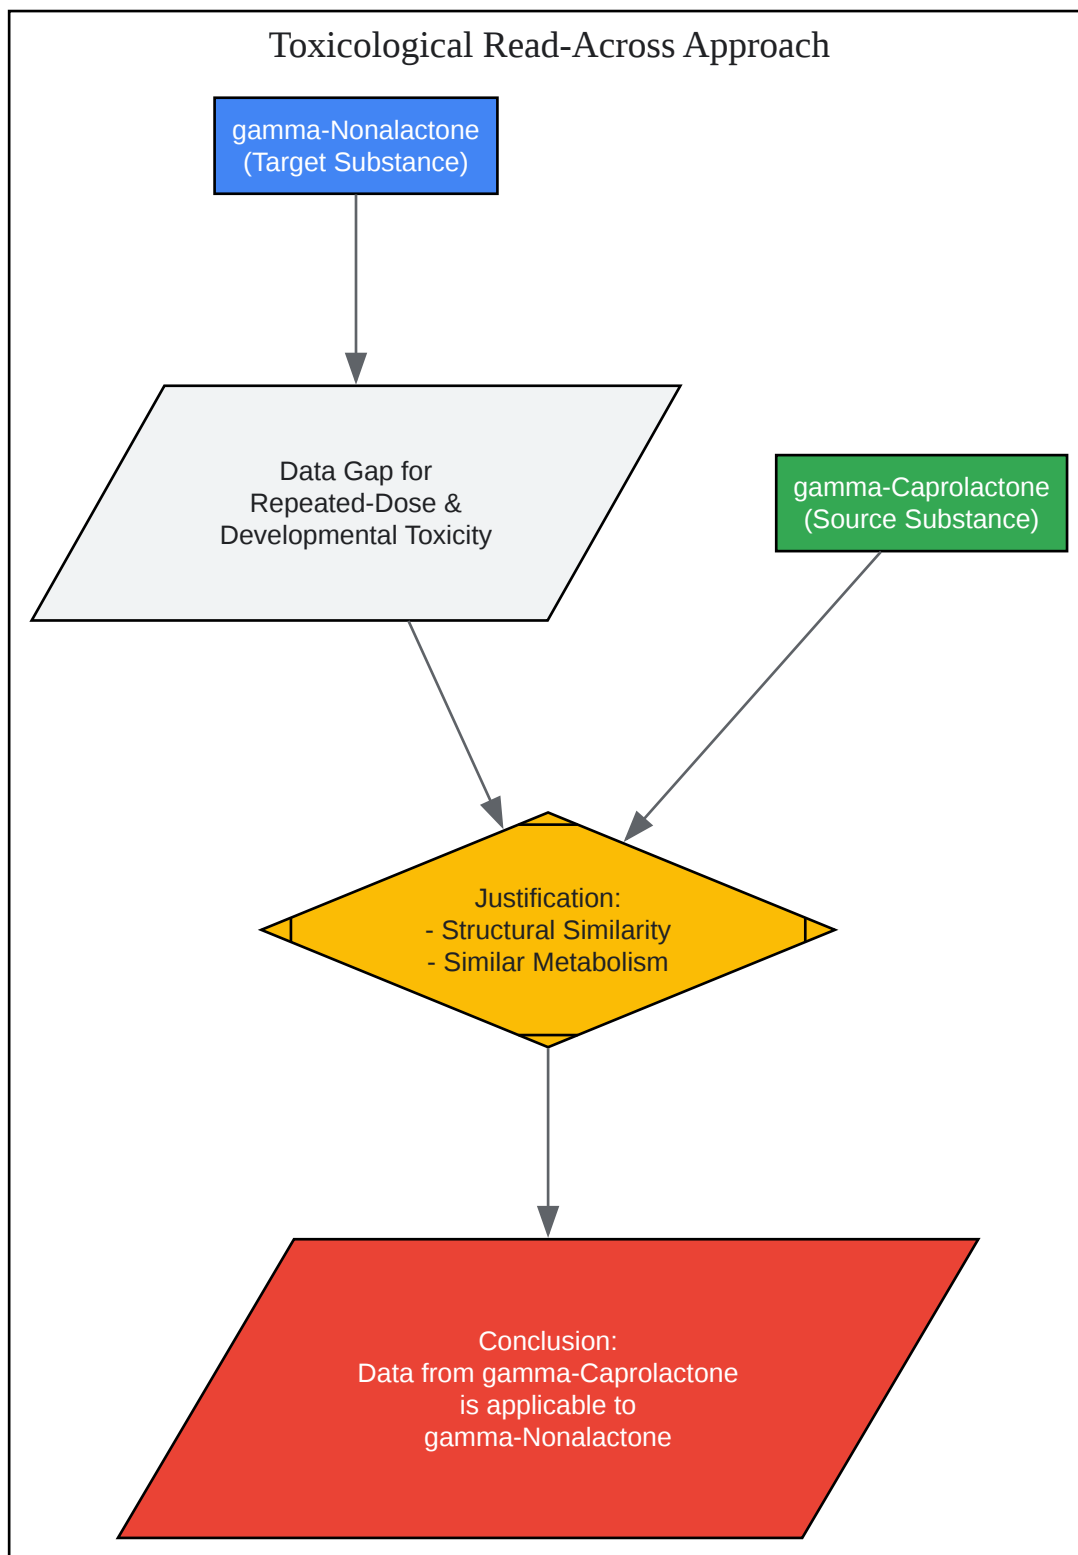 Toxicological Read-Across Approach
gamma-Nonalactone
(Target Substance)
Data Gap for
Repeated-Dose &
Developmental Toxicity
gamma-Caprolactone
(Source Substance)
Justification:
- Structural Similarity
- Similar Metabolism
Conclusion:
Data from gamma-Caprolactone
is applicable to
gamma-Nonalactone